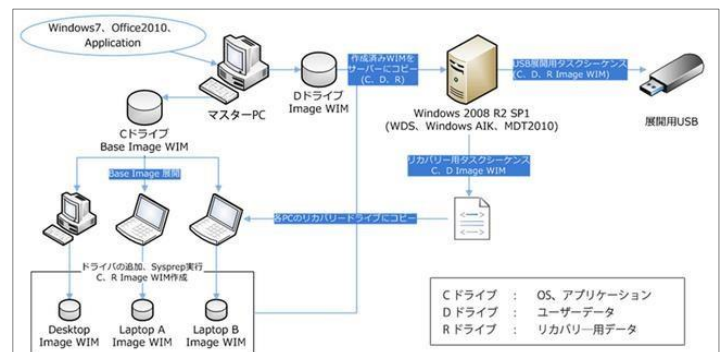 Windows7、Office2010、
Application
マスターPC
Dドライブ
Image WIM
作成済みWIMを
サーバーにコピー
(C、D、R)
Windows 2008 R2 SP1
(WDS、Windows AIK、MDT2010)
USB展開用タスクシーケンス
(C、D、R Image WIM)
展開用USB
Cドライブ
Base Image WIM
Base Image 展開
リカバリー用タスクシーケンス
C、D Image WIM
各PCのリカバリードライブにコピー
ドライバの追加、Sysprep実行
C、R Image WIM作成
Desktop
Image WIM
Laptop A
Image WIM
Laptop B
Image WIM
C ドライブ : OS、アプリケーション
D ドライブ : ユーザーデータ
R ドライブ : リカバリー用データ